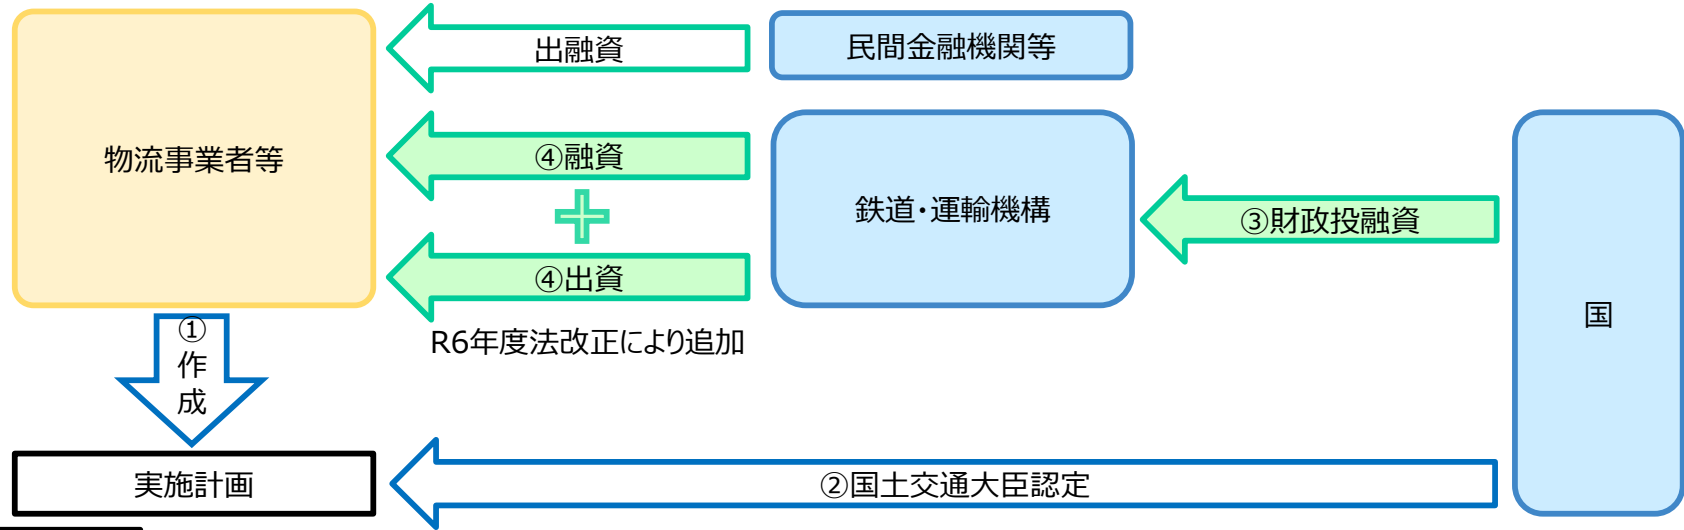 出融資
民間金融機関等
物流事業者等
④融資
鉄道・運輸機構
③財政投融資
④出資
国
R6年度法改正により追加
①
作
成
実施計画
②国土交通大臣認定